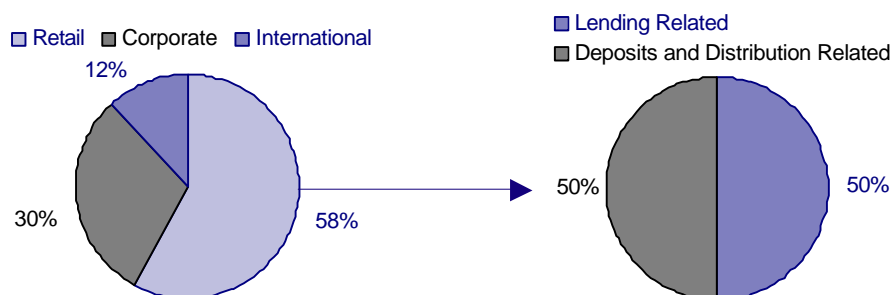 Retail Corporate International
12%
30%
58%
Lending Related
Deposits and Distribution Related
50%
50%